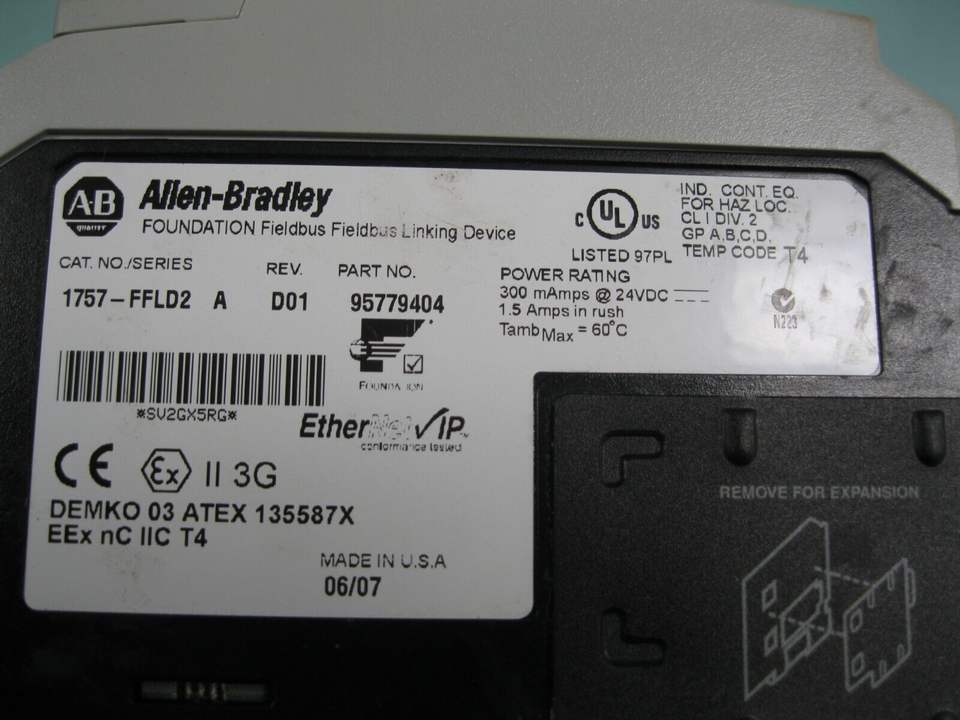 A-B
QUALITY
Allen-Bradley
FOUNDATION Fieldbus Fieldbus Linking Device
CAT. NO./SERIES REV. PART NO.
1757-FFLD2 A D01 95779404
*SV2GX5RG*
FOUNDATION
EtherNet/IP
conformance tested
CE Ex II 3G
DEMKO 03 ATEX 135587X
EEx nC IIC T4
MADE IN U.S.A
06/07
C UL US
LISTED 97PL
IND. CONT. EQ.
FOR HAZ LOC.
CL I DIV. 2
GP A,B,C,D,
TEMP CODE T4
POWER RATING
300 mAmps @ 24VDC
1.5 Amps in rush
Tamb Max = 60°C
N223
REMOVE FOR EXPANSION